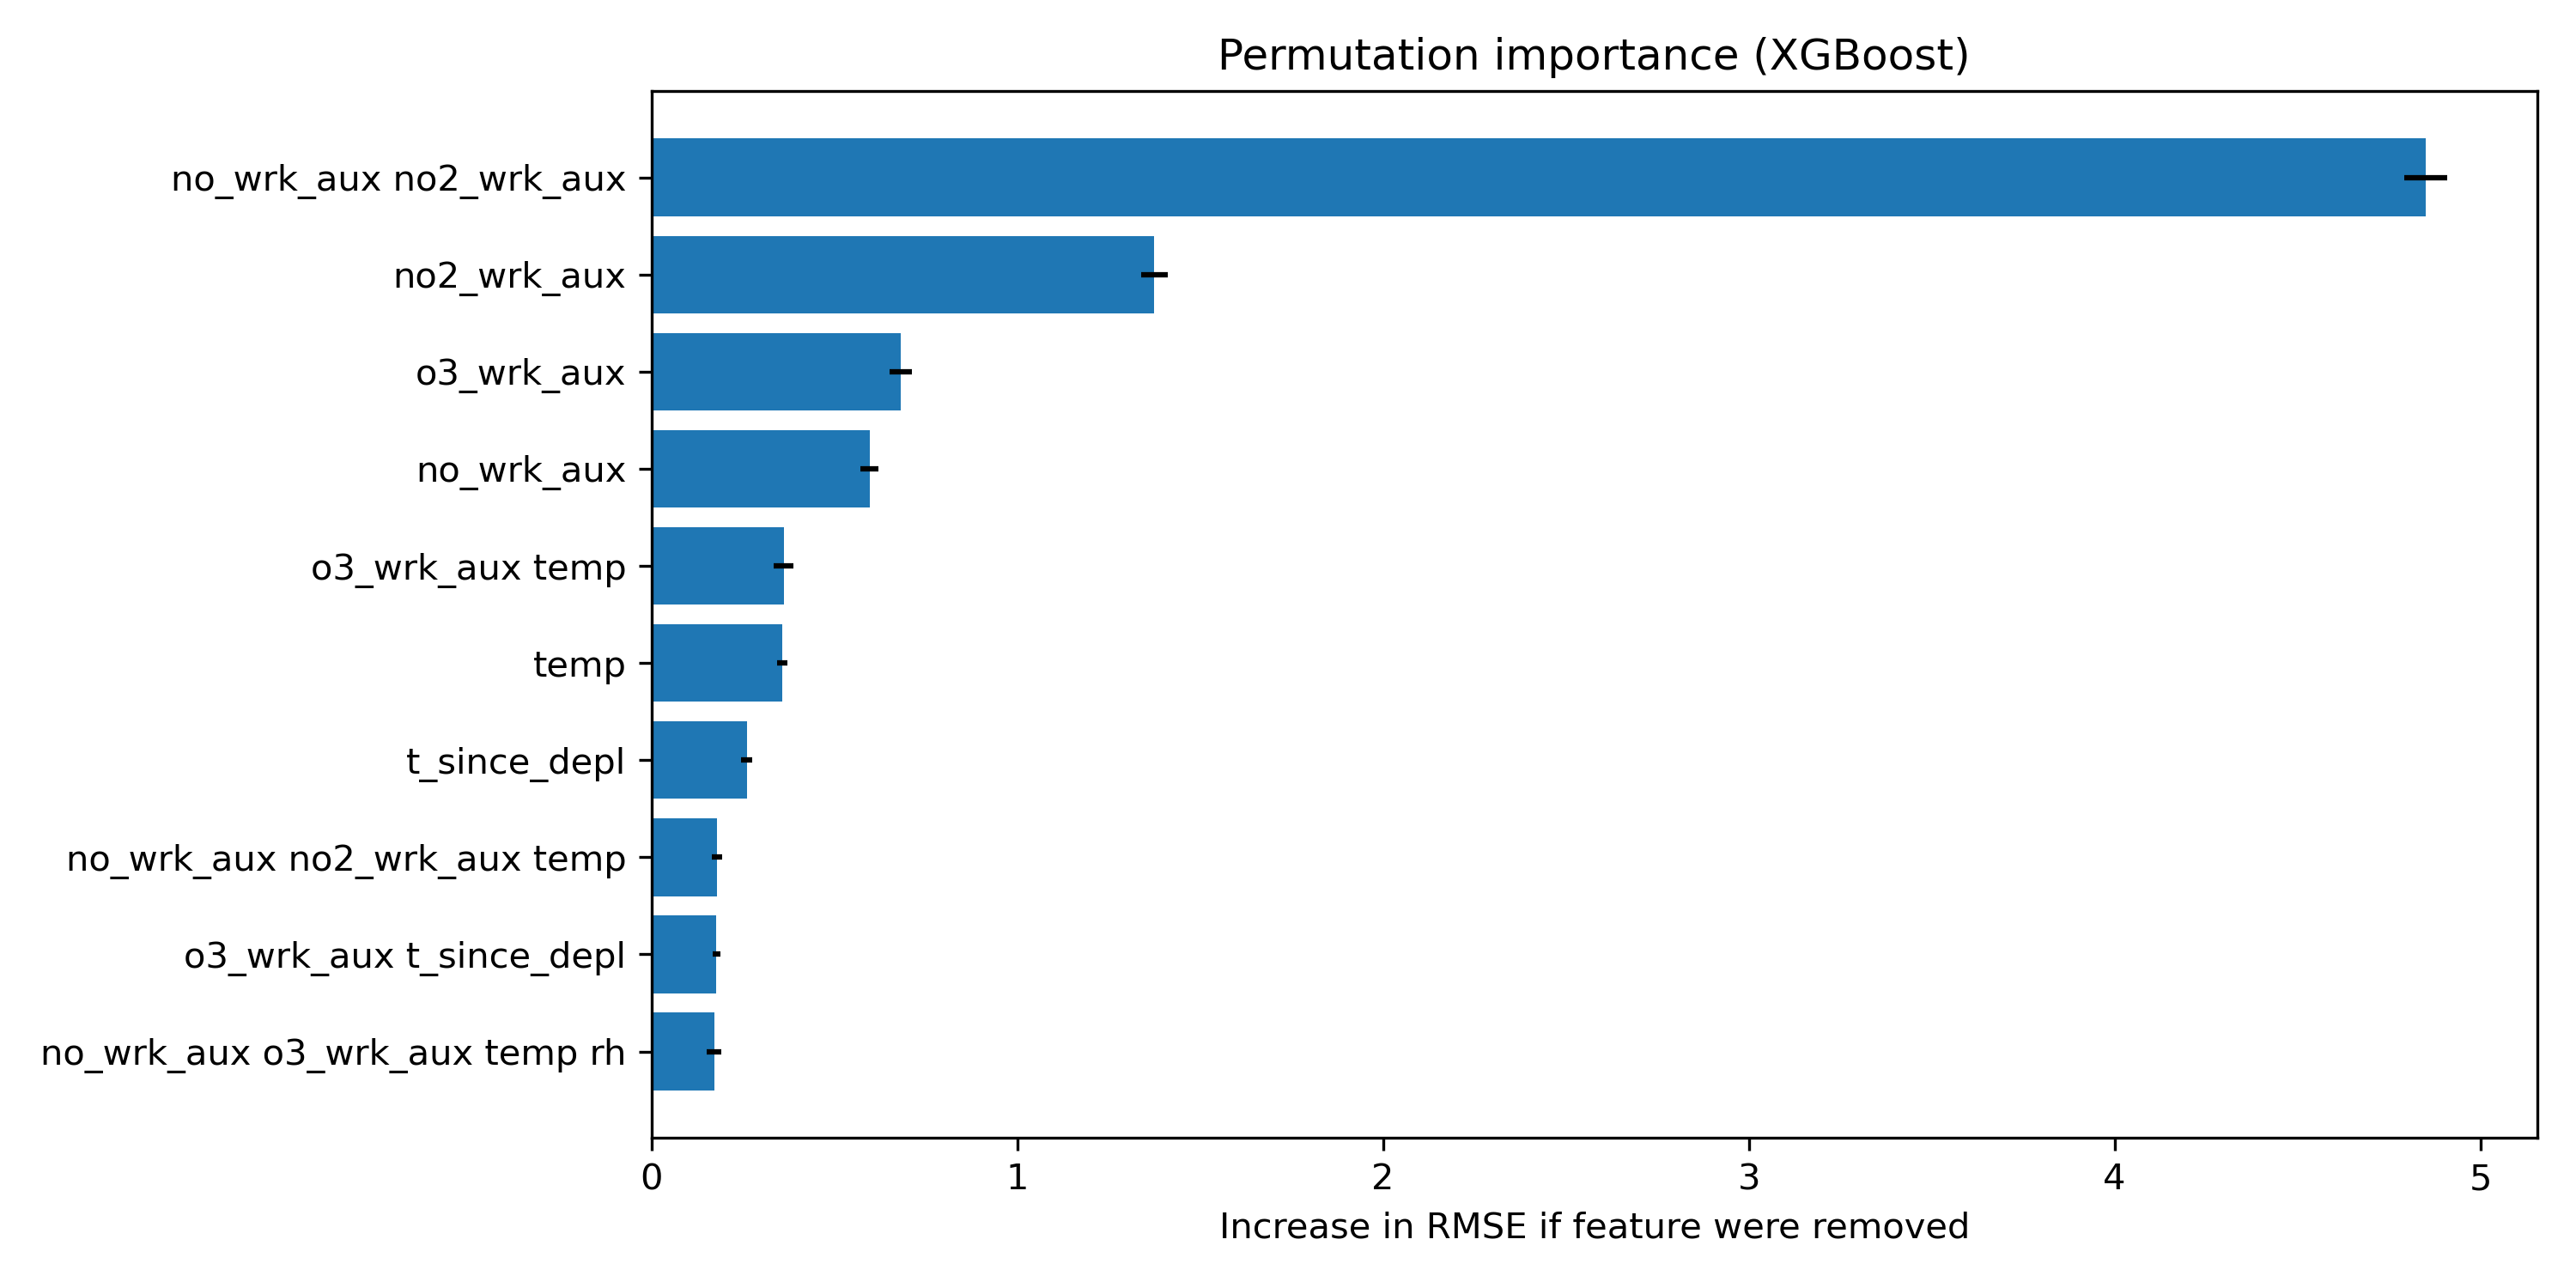 Permutation importance (XGBoost)
no_wrk_aux no2_wrk_aux
no2_wrk_aux
o3_wrk_aux
no_wrk_aux
o3_wrk_aux temp
temp
t_since_depl
no_wrk_aux no2_wrk_aux temp
o3_wrk_aux t_since_depl
no_wrk_aux o3_wrk_aux temp rh
0 1 2 3 4 5
Increase in RMSE if feature were removed